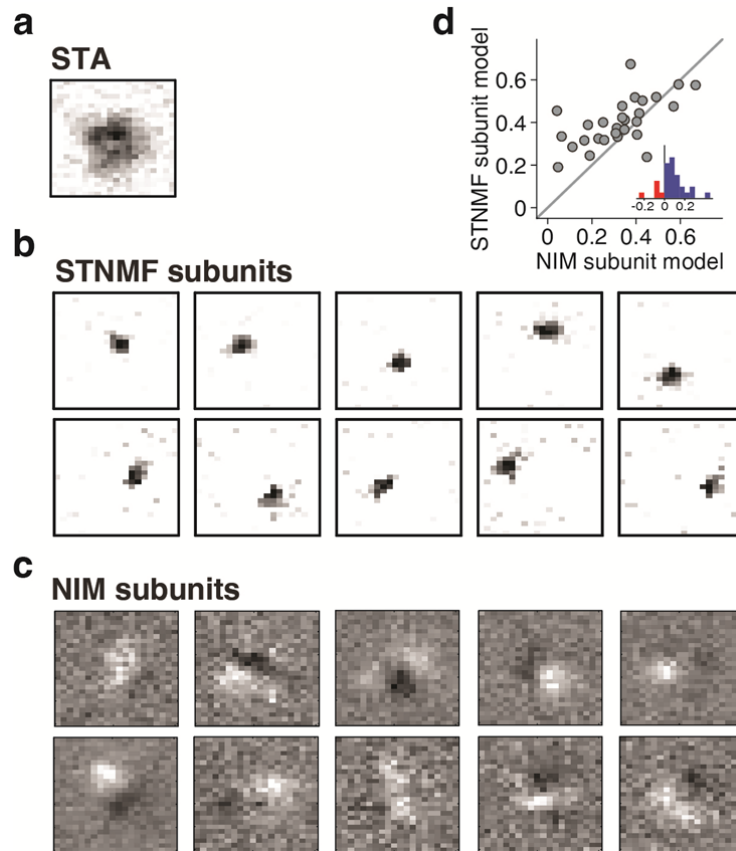 a
STA
d
STNMF subunit model
0.6
0.4
0.2
0
-0.2 0 0.2
0 0.2 0.4 0.6
NIM subunit model
b
STNMF subunits
c
NIM subunits